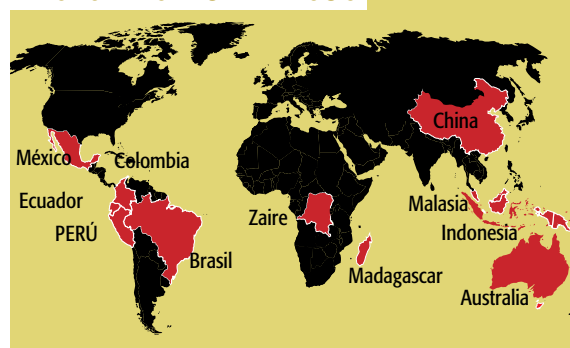 China
México
Colombia
Ecuador
Malasia
Zaire
PERÚ
Indonesia
Brasil
Madagascar
Australia